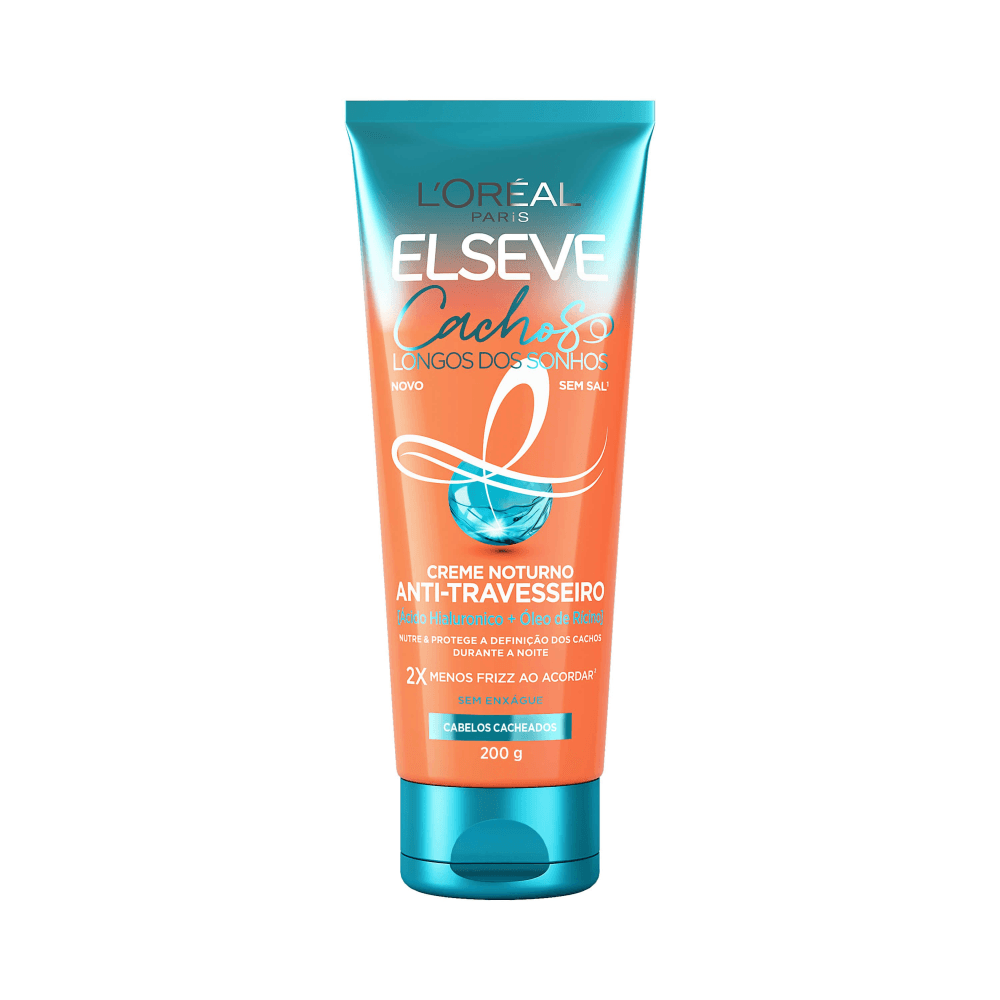 L'ORÉAL
PARIS
ELSEVE
Cachos
LONGOS DOS SONHOS
NOVO
SEM SAL¹
CREME NOTURNO
ANTI-TRAVESSEIRO
[Ácido Hialurônico + Óleo de Rícino]
NUTRE & PROTEGE A DEFINIÇÃO DOS CACHOS
DURANTE A NOITE
2X MENOS FRIZZ AO ACORDAR²
SEM ENXÁGUE
CABELOS CACHEADOS
200 g